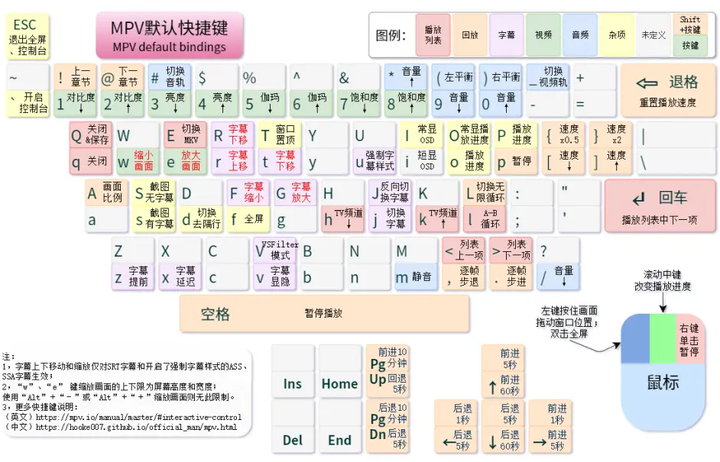 ESC
退出全屏
、控制台
MPV默认快捷键
MPV default bindings
图例：
播放
列表
回放
字幕
视频
音频
杂项
未定义
Shift
+按键
按键
~
! 上一
章节
@ 下一
章节
# 切换
音轨
$
%
^
&
* 音量
↑
( 左平衡
) 右平衡
_ 切换
视频轨
+
、 开启
控制台
1 对比度
↓
2 对比度
↑
3 亮度
↓
4 亮度
↑
5 伽玛
↓
6 伽玛
↑
7 饱和度
↓
8 饱和度
↑
9 音量
↓
0 音量
↑
-
=
退格
重置播放速度
Q 关闭
&保存
W
E 切换
MKV
R 字幕
下移
T 窗口
置顶
Y
U
I 常显
OSD
O 常显播
放进度
P 播放
进度
{ 速度
x0.5
} 速度
x2
|
q 关闭
w 缩小
画面
e 放大
画面
r 字幕
上移
t 字幕
下移
y
u 强制字
幕样式
i 短显
OSD
o 播放
进度
p 暂停
[ 速度
↓
] 速度
↑
\
A 画面
比例
S 截图
无字幕
D
F 字幕
缩小
G 字幕
放大
H
J 反向切
换字幕
K
L 切换无
限循环
:
"
a
s 截图
有字幕
d 切换
去隔行
f 全屏
g
h TV频道
↓
j 切换
字幕
k TV频道
↑
l A-B
循环
;
'
回车
播放列表中下一项
Z
X
C
V VSFilter
模式
B
N
M
< 列表
上一项
> 列表
下一项
?
z 字幕
提前
x 字幕
延迟
c
v 字幕
显隐
b
n
m 静音
, 逐帧
步退
. 逐帧
步进
/ 音量
↓
空格
暂停播放
滚动中键
改变播放进度
左键按住画面
拖动窗口位置；
双击全屏
右键
单击
暂停
鼠标
注：
1，字幕上下移动和缩放仅对SRT字幕和开启了强制字幕样式的ASS、
SSA字幕生效；
2，“w”、“e” 键缩放画面的上下限为屏幕高度和宽度；
使用“Alt”+“-”或“Alt”+“+”缩放画面则无此限制。
3，更多快捷键说明：
（英文）https://mpv.io/manual/master/#interactive-control
（中文）https://hooke007.github.io/official_man/mpv.html
Ins
Home
Pg
Up
前进10
分钟
回退
5秒
Del
End
Pg
Dn
后退10
分钟
后退
5秒
前进
5秒
↑ 前进
60秒
后退
1秒
← 后退
5秒
后退
5秒
↓ 后退
60秒
前进
1秒
→ 前进
5秒